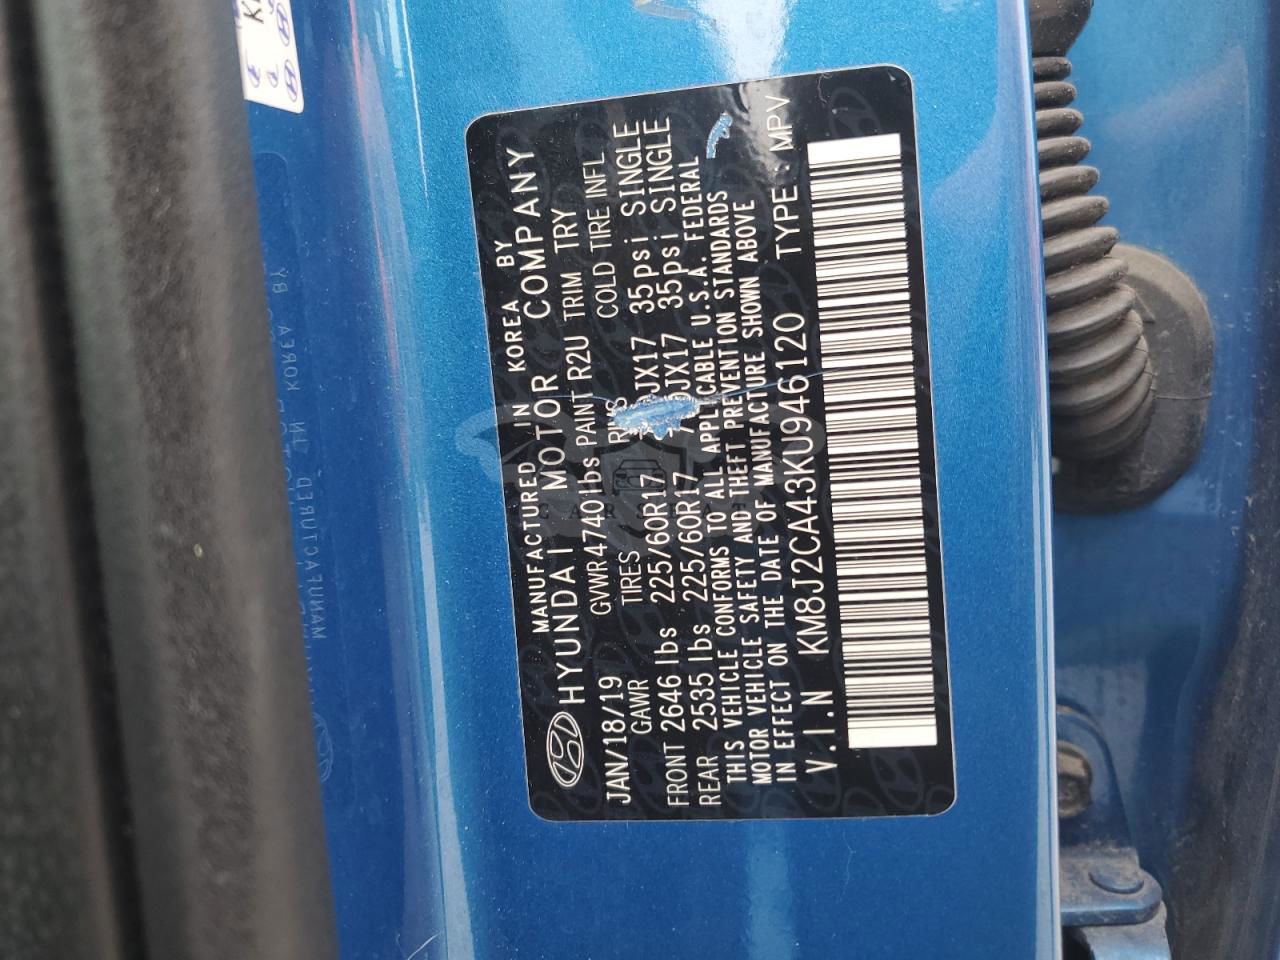 MANUFACTURED IN KOREA BY
HYUNDAI MOTOR COMPANY
JAN/18/19 GVWR 4740 lbs PAINT R2U TRIM TRY
GAWR TIRES RIMS COLD TIRE INFL
FRONT 2646 lbs 225/60R17 JX17 35psi SINGLE
REAR 2535 lbs 225/60R17 JX17 35psi SINGLE
THIS VEHICLE CONFORMS TO ALL APPLICABLE U.S.A. FEDERAL
MOTOR VEHICLE SAFETY AND THEFT PREVENTION STANDARDS
IN EFFECT ON THE DATE OF MANUFACTURE SHOWN ABOVE
V.I.N KM8J2CA43KU946120 TYPE : MPV